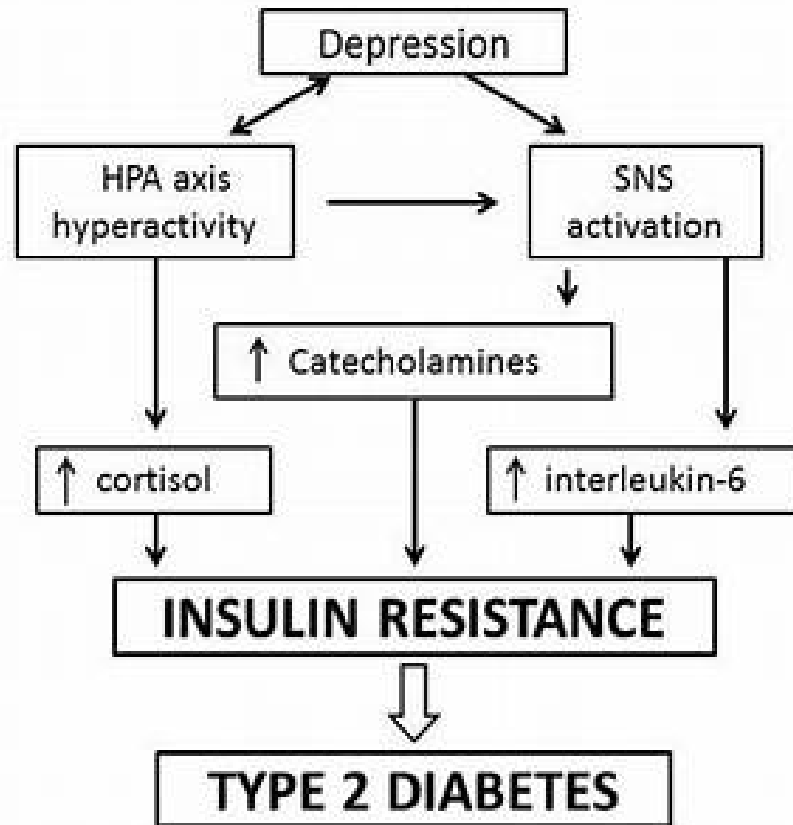 Depression
HPA axis
hyperactivity
SNS
activation
↑ Catecholamines
↑ cortisol
↑ interleukin-6
INSULIN RESISTANCE
TYPE 2 DIABETES